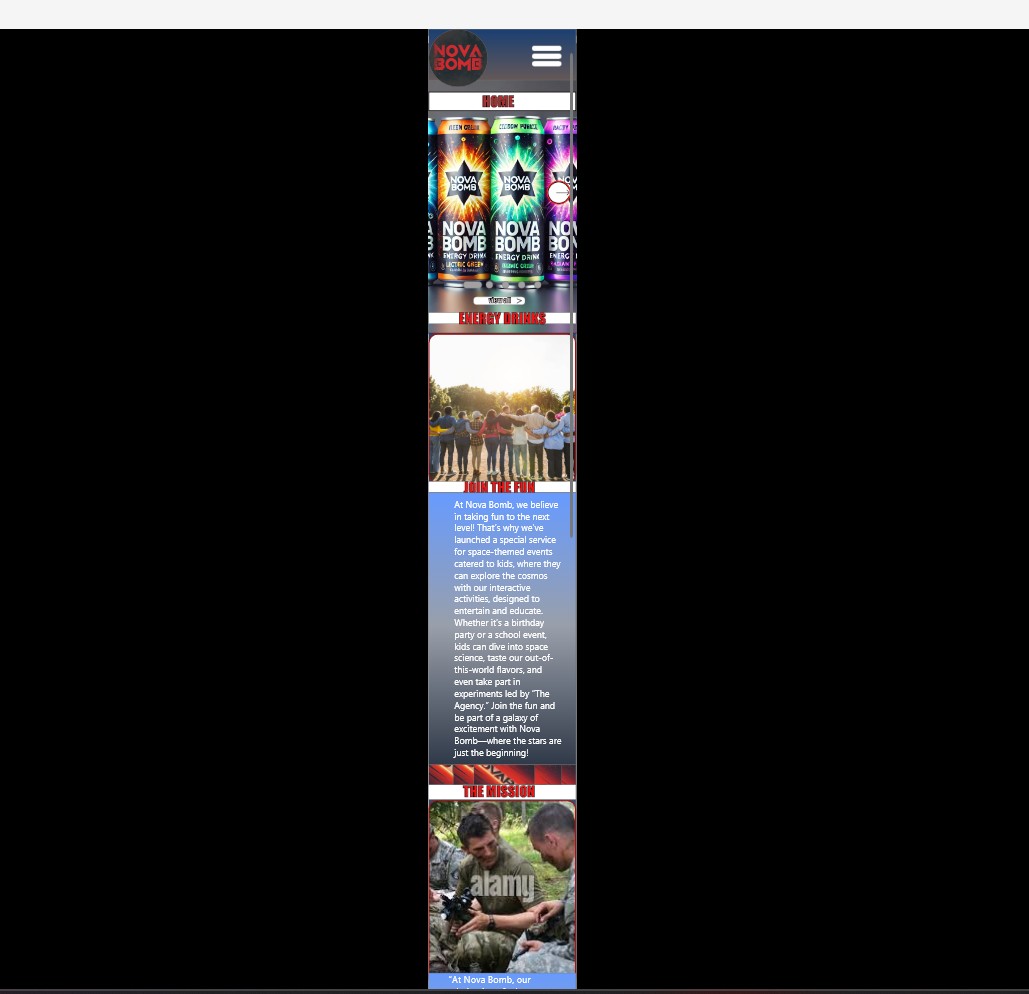 NOVA
BOMB
HOME
NOVA
BOMB
NOVA
BOMB
NOVA
BOMB
ENERGY DRINK
NOVA
BOMB
ENERGY DRINK
view all >
ENERGY DRINKS
JOIN THE FUN
At Nova Bomb, we believe
in taking fun to the next
level! That's why we've
launched a special service
for space-themed events
catered to kids, where they
can explore the cosmos
with our interactive
activities, designed to
entertain and educate.
Whether it's a birthday
party or a school event,
kids can dive into space
science, taste our out-of-
this-world flavors, and
even take part in
experiments led by "The
Agency." Join the fun and
be part of a galaxy of
excitement with Nova
Bomb—where the stars are
just the beginning!
THE MISSION
alamy
"At Nova Bomb, our